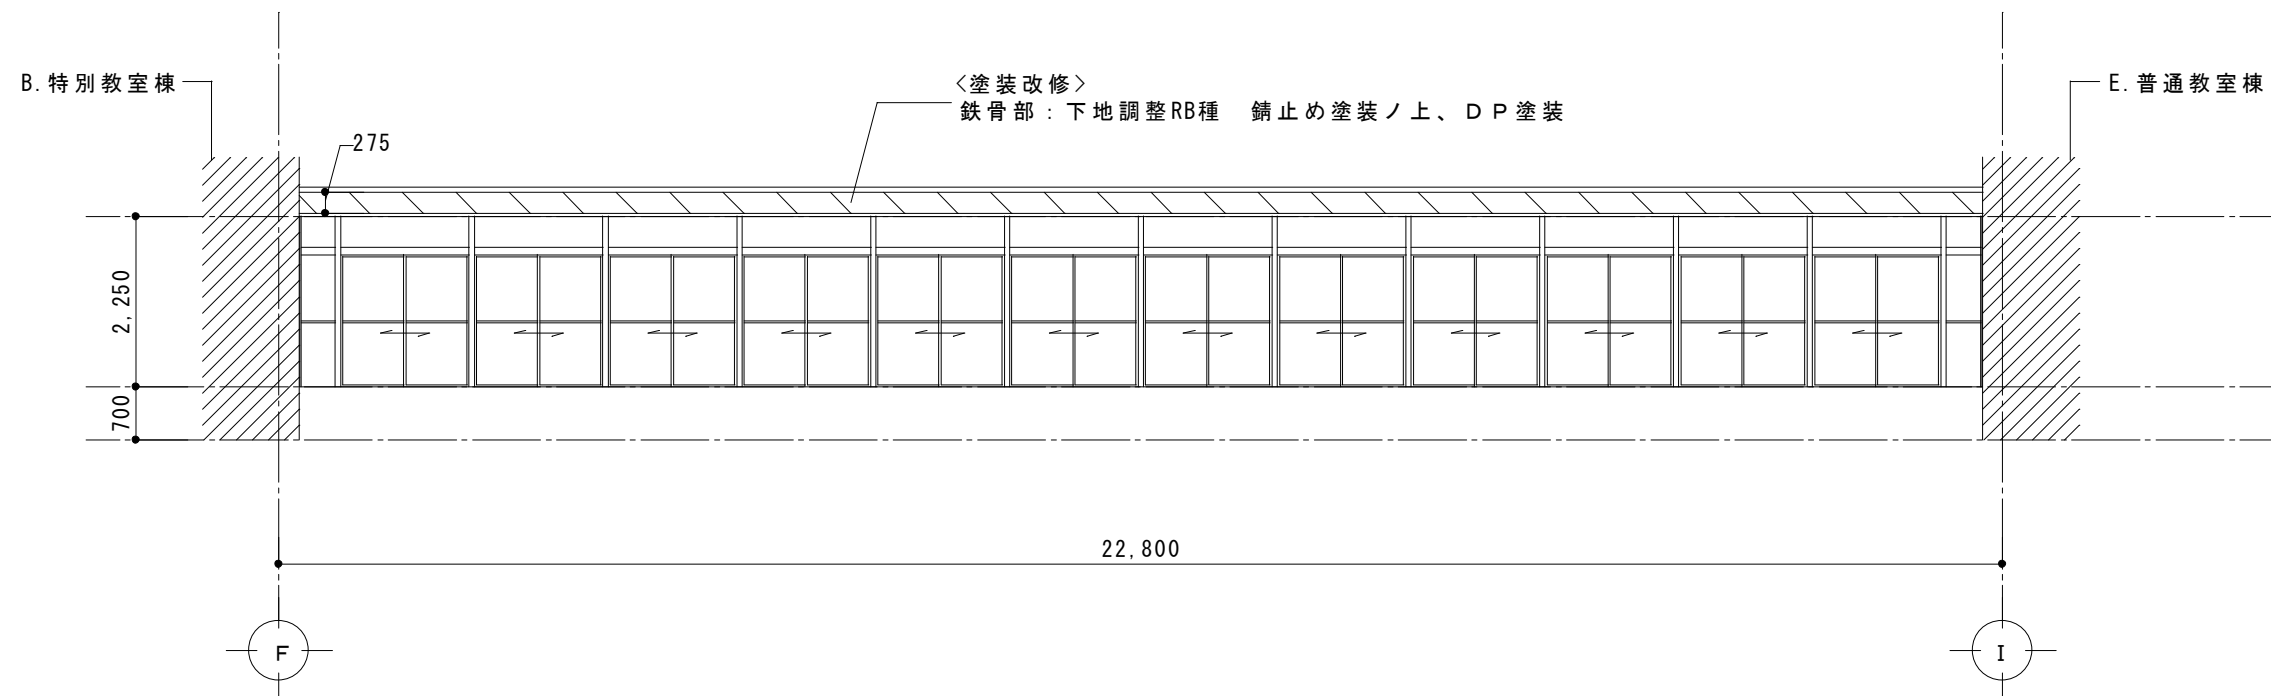 B.特別教室棟
<塗装改修>
鉄骨部：下地調整RB種　錆止め塗装ノ上、ＤＰ塗装
E.普通教室棟
275
2,250
700
22,800
F
I